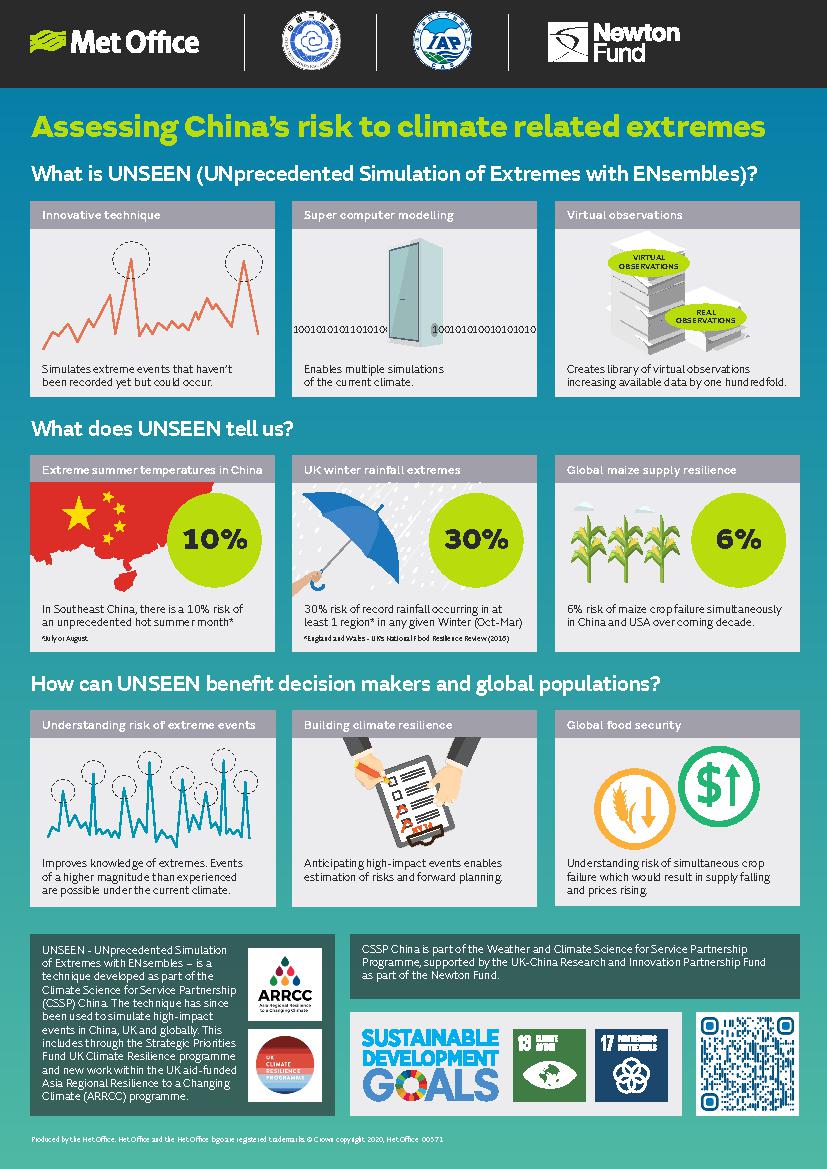 Met Office
IAP
Newton
Fund
Assessing China's risk to climate related extremes
What is UNSEEN (UNprecedented Simulation of Extremes with ENsembles)?
Innovative technique
Simulates extreme events that haven't
been recorded yet but could occur.
Super computer modelling
Enables multiple simulations
of the current climate.
Virtual observations
VIRTUAL
OBSERVATIONS
REAL
OBSERVATIONS
Creates library of virtual observations
increasing available data by one hundredfold.
What does UNSEEN tell us?
Extreme summer temperatures in China
10%
In Southeast China, there is a 10% risk of
an unprecedented hot summer month*
*July or August
UK winter rainfall extremes
30%
30% risk of record rainfall occurring in at
least 1 region* in any given Winter (Oct-Mar)
*England and Wales - UK's National Flood Resilience Review (2016)
Global maize supply resilience
6%
6% risk of maize crop failure simultaneously
in China and USA over coming decade.
How can UNSEEN benefit decision makers and global populations?
Understanding risk of extreme events
Improves knowledge of extremes. Events
of a higher magnitude than experienced
are possible under the current climate.
Building climate resilience
Anticipating high-impact events enables
estimation of risks and forward planning.
Global food security
$
Understanding risk of simultaneous crop
failure which would result in supply falling
and prices rising.
UNSEEN - UNprecedented Simulation
of Extremes with ENsembles – is a
technique developed as part of the
Climate Science for Service Partnership
(CSSP) China. The technique has since
been used to simulate high-impact
events in China, UK and globally. This
includes through the Strategic Priorities
Fund UK Climate Resilience programme
and new work within the UK aid-funded
Asia Regional Resilience to a Changing
Climate (ARRCC) programme.
ARRCC
Asia Regional Resilience
to a Changing Climate
UK
CLIMATE
RESILIENCE
PROGRAMME
CSSP China is part of the Weather and Climate Science for Service Partnership
Programme, supported by the UK-China Research and Innovation Partnership Fund
as part of the Newton Fund.
SUSTAINABLE
DEVELOPMENT
GOALS
13 CLIMATE
ACTION
17 PARTNERSHIPS
FOR THE GOALS
Produced by the Met Office. Met Office and the Met Office logo are registered trademarks. © Crown copyright 2020, Met Office 00571